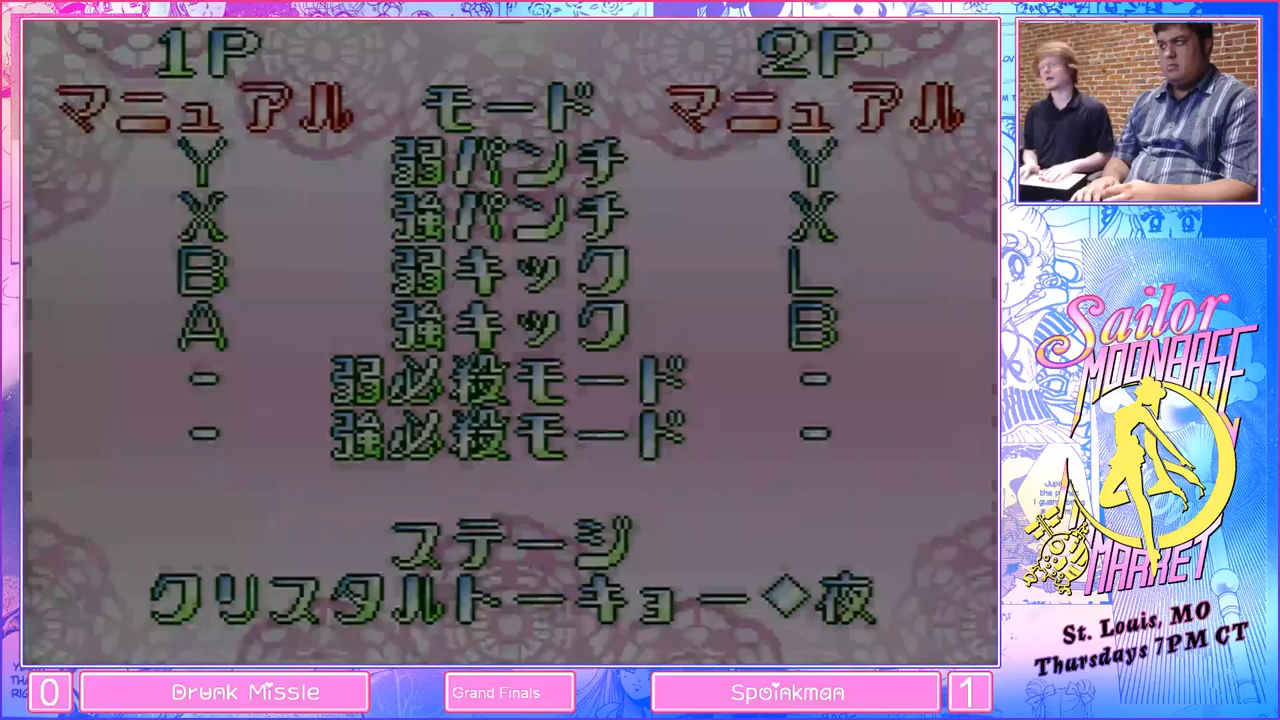 1P 2P
マニュアル モード マニュアル
Y 弱パンチ Y
X 強パンチ X
B 弱キック L
A 強キック B
- 弱必殺モード -
- 強必殺モード -
ステージ
クリスタルトーキョー◇夜
Sailor
MOONBASE
MARKET
St. Louis, MO
Thursdays 7PM CT
0 Drunk Missle Grand Finals Spoinkman 1